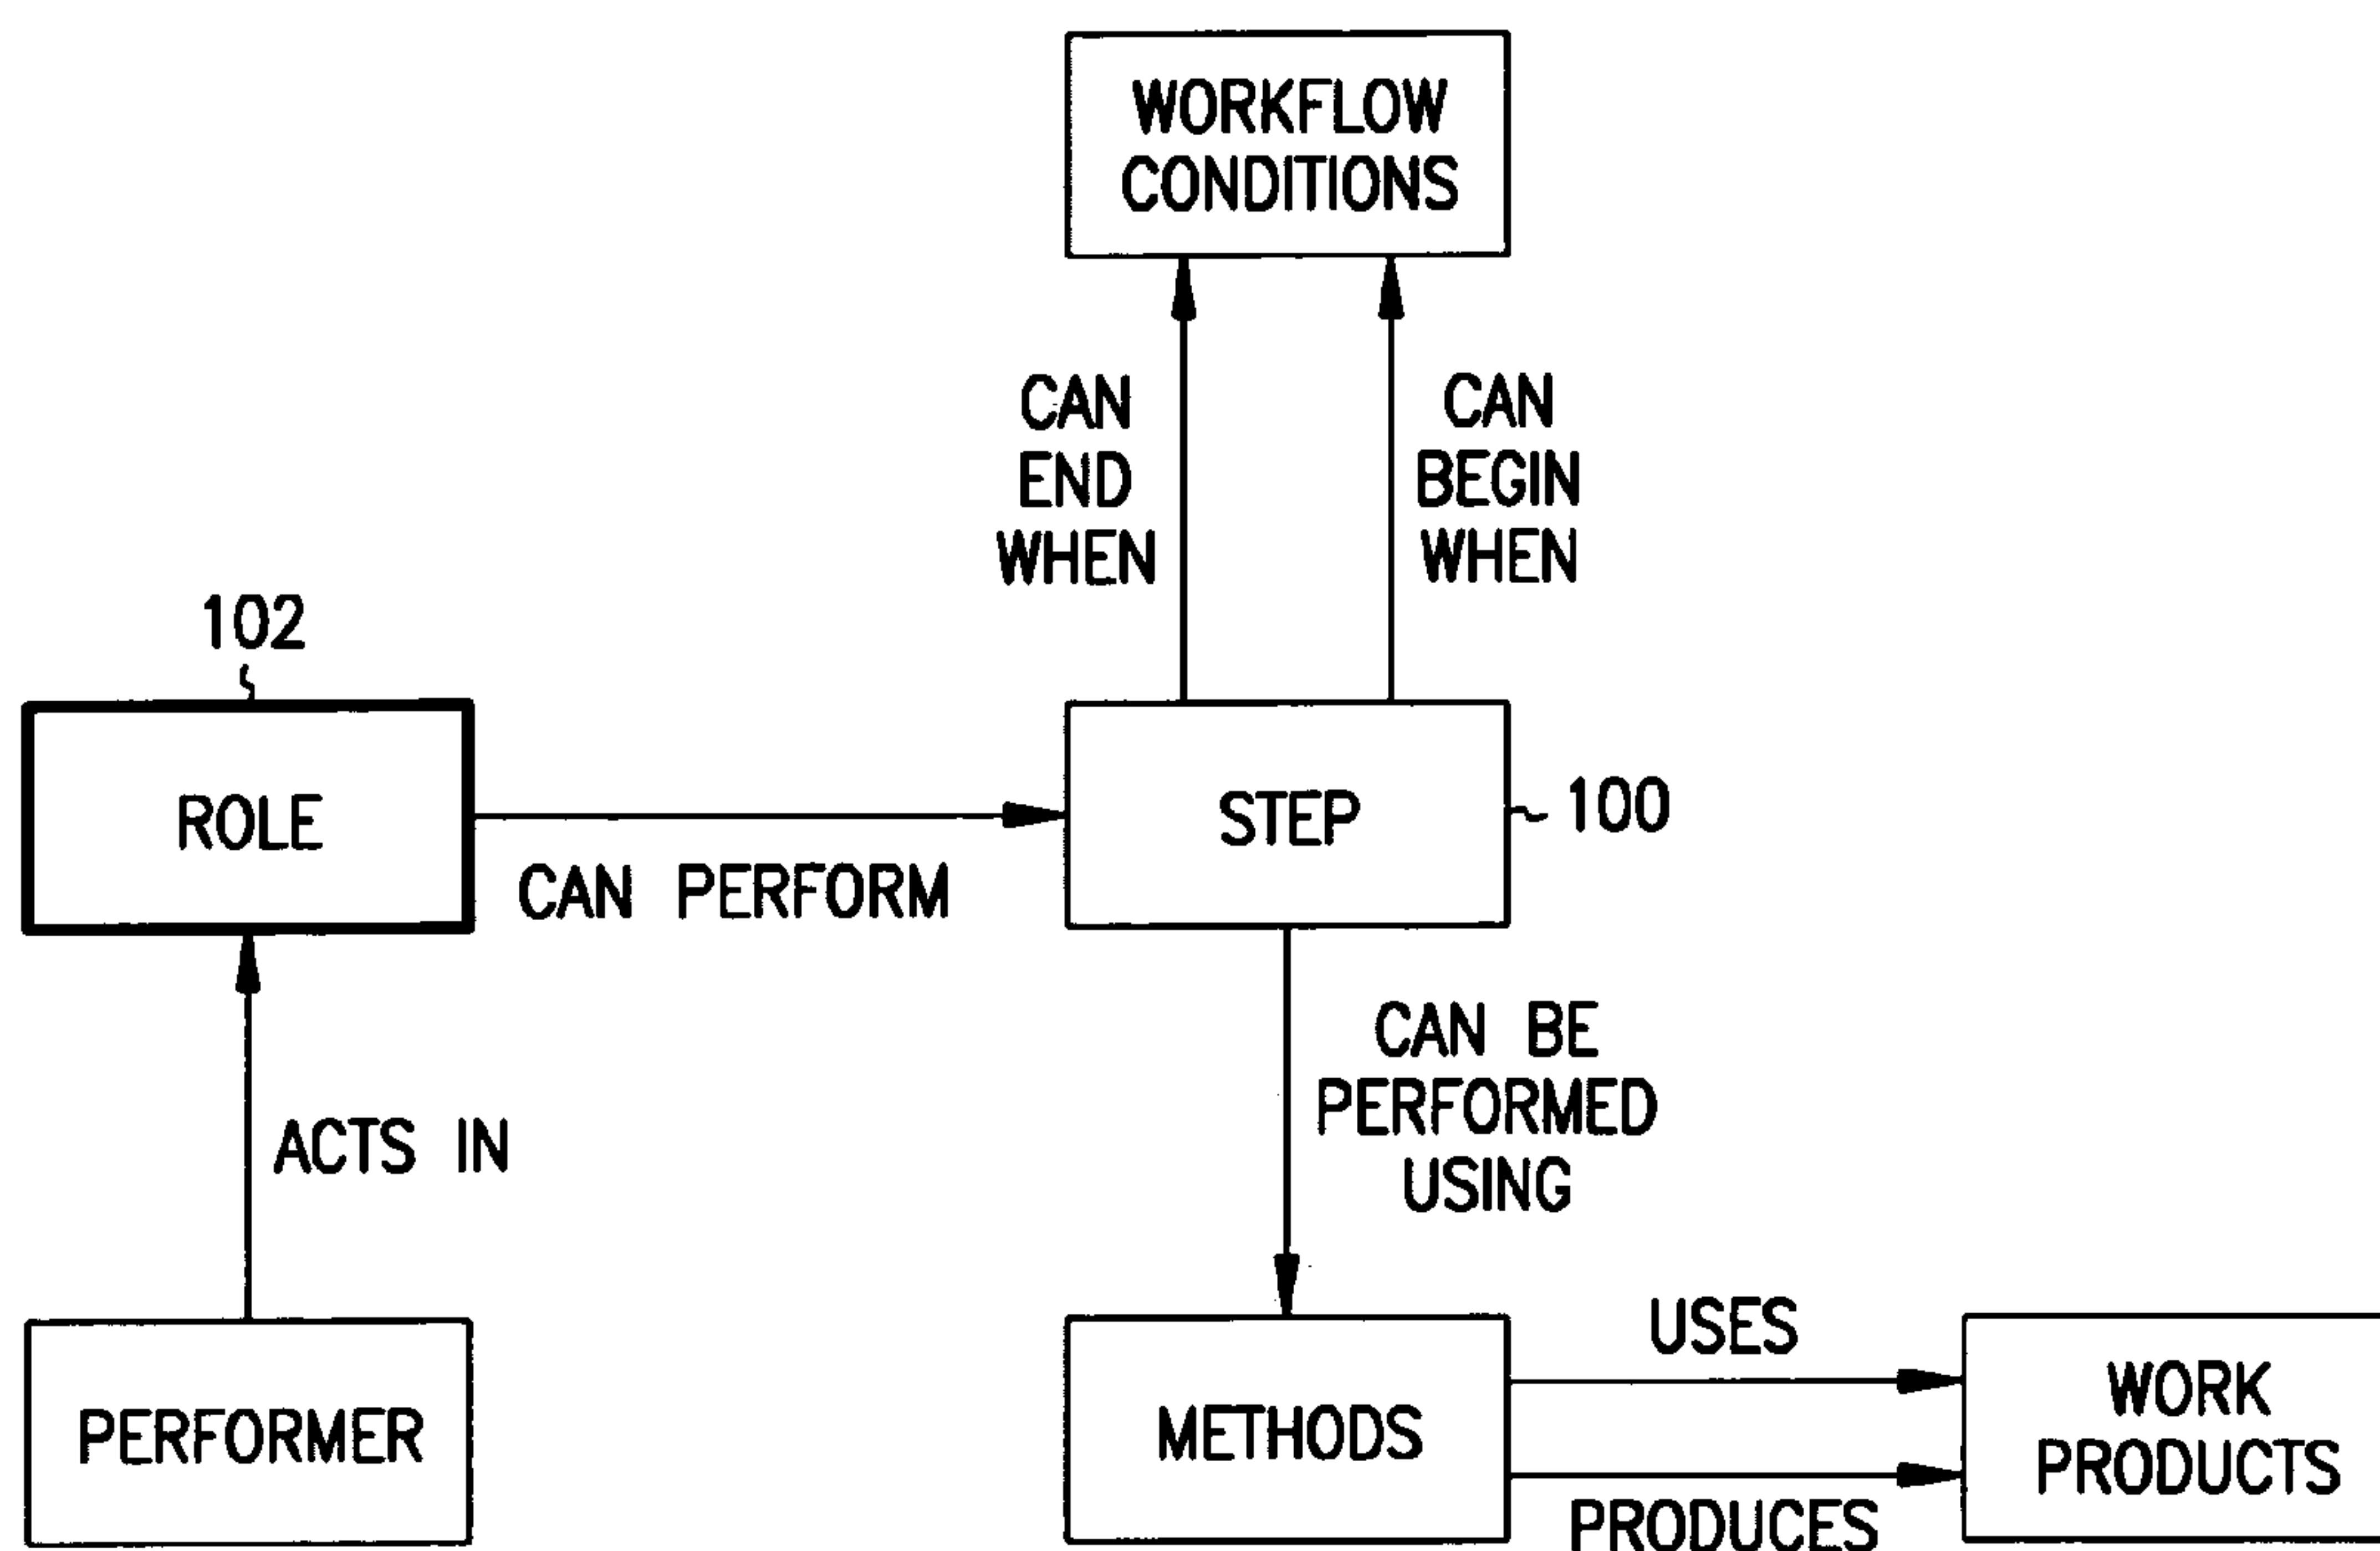 WORKFLOW
CONDITIONS
CAN
END
WHEN
CAN
BEGIN
WHEN
102
ROLE
CAN PERFORM
STEP
100
ACTS IN
CAN BE
PERFORMED
USING
PERFORMER
METHODS
USES
PRODUCES
WORK
PRODUCTS